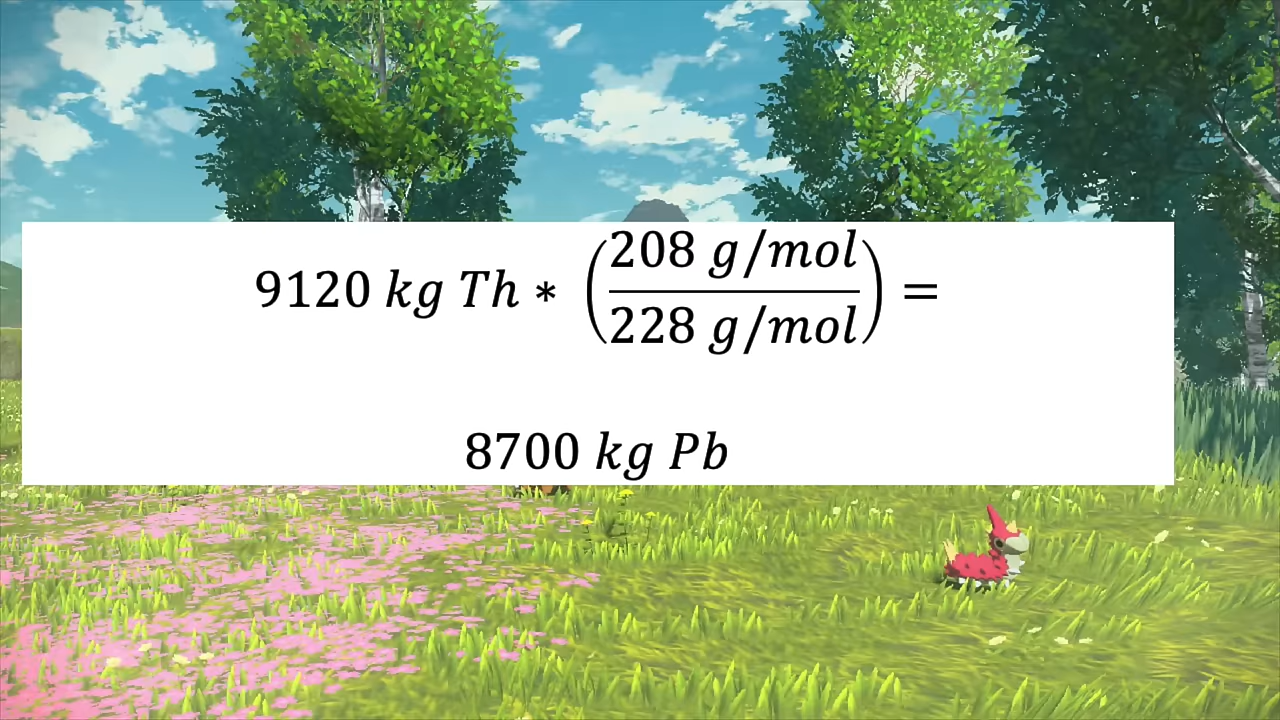 9120 kg Th * (208 g/mol / 228 g/mol) =
8700 kg Pb